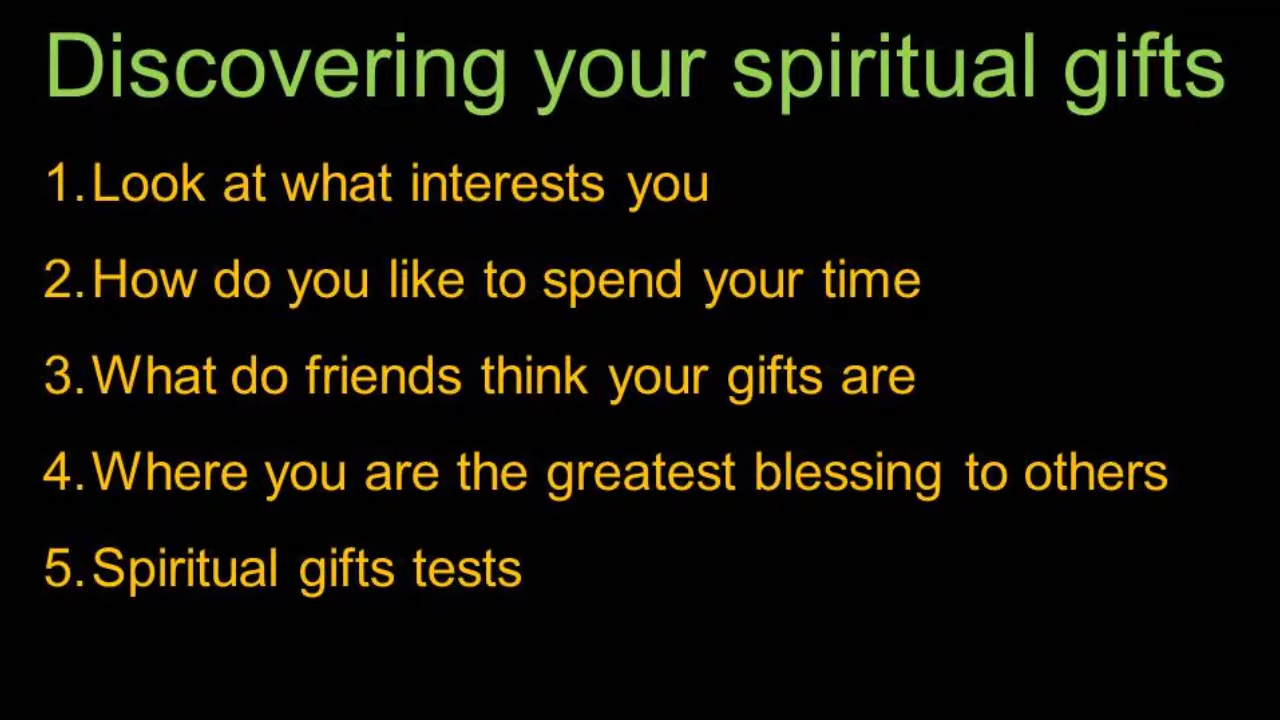 Discovering your spiritual gifts
1. Look at what interests you
2. How do you like to spend your time
3. What do friends think your gifts are
4. Where you are the greatest blessing to others
5. Spiritual gifts tests